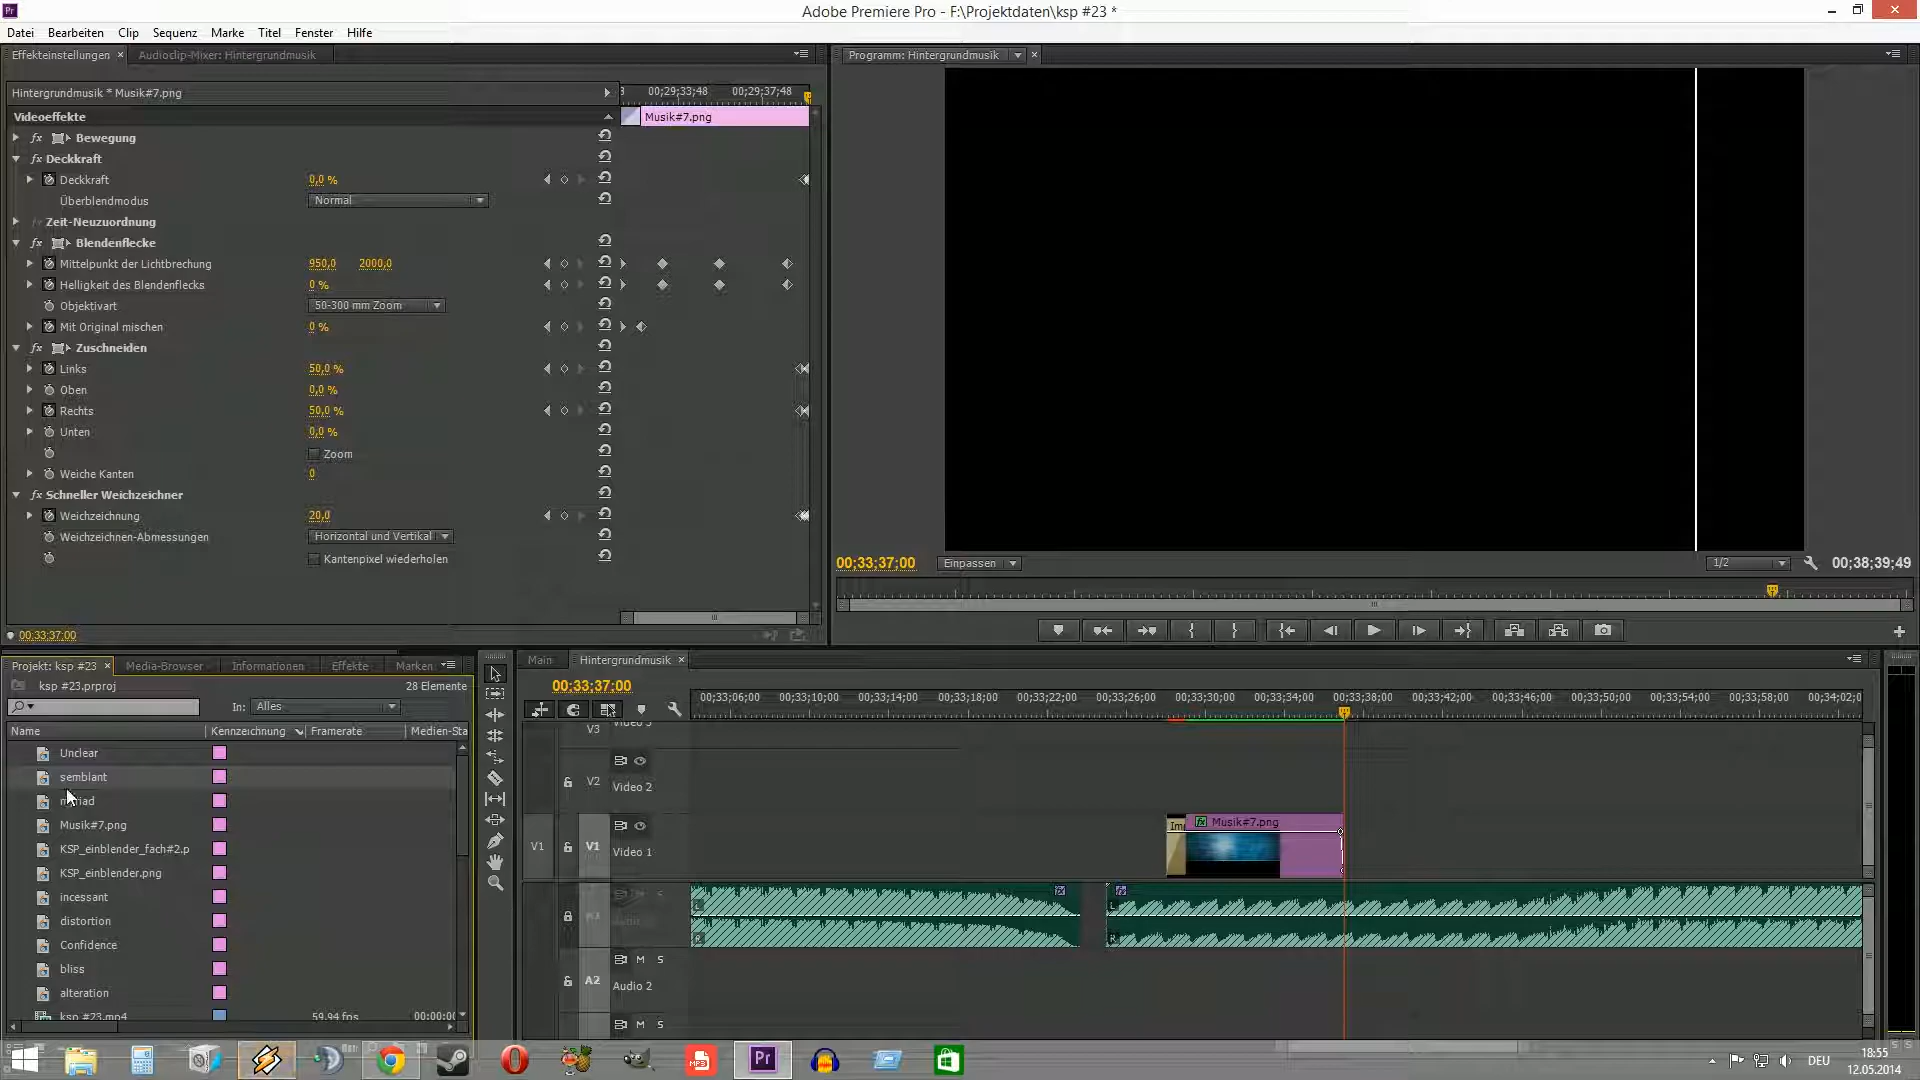 Adobe Premiere Pro - F:\Projektdaten\ksp #23 *
Datei Bearbeiten Clip Sequenz Marke Titel Fenster Hilfe
Effekteinstellungen
Audioclip-Mixer: Hintergrundmusik
Hintergrundmusik * Musik#7.png
00;29;33;48 00;29;37;48
Videoeffekte
Musik#7.png
fx Bewegung
fx Deckkraft
Deckkraft 0,0 %
Überblendmodus Normal
Zeit-Neuzuordnung
fx Blendenflecke
Mittelpunkt der Lichtbrechung 950,0 2000,0
Helligkeit des Blendenflecks 0 %
Objektivart 50-300 mm Zoom
Mit Original mischen 0 %
fx Zuschneiden
Links 50,0 %
Oben 0,0 %
Rechts 50,0 %
Unten 0,0 %
Zoom
Weiche Kanten 0
fx Schneller Weichzeichner
Weichzeichnung 20,0
Weichzeichnen-Abmessungen Horizontal und Vertikal
Kantenpixel wiederholen
00;33;37;00
Programm: Hintergrundmusik
00;33;37;00 Einpassen 1/2 00;38;39;49
Projekt: ksp #23 Media-Browser Informationen Effekte Marken
ksp #23.prproj 28 Elemente
In: Alles
Name Kennzeichnung Framerate Medien-Sta
Unclear
semblant
Musik#7.png
KSP_einblender_fach#2.p
KSP_einblender.png
incessant
distortion
Confidence
bliss
alteration
ksp #23.mp4 59,94 fps 00:00:00
Main Hintergrundmusik
00;33;37;00
00;33;06;00 00;33;10;00 00;33;14;00 00;33;18;00 00;33;22;00 00;33;26;00 00;33;30;00 00;33;34;00 00;33;38;00 00;33;42;00 00;33;46;00 00;33;50;00 00;33;54;00 00;33;58;00 00;34;02;0
V3 Video 3
V2 Video 2
V1 V1 Video 1
Im fx Musik#7.png
L L
R R
M S
A2 Audio 2
M S
Pr MP3
DEU
18:55
12.05.2014